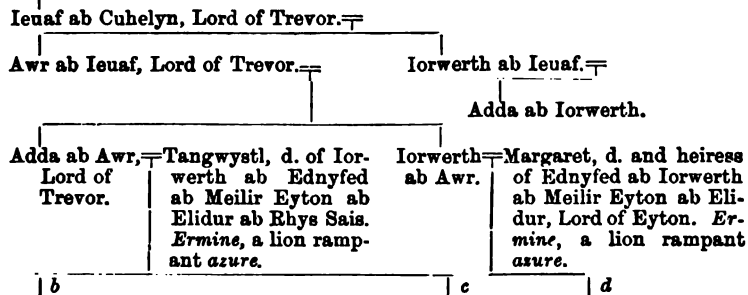 Ieuaf ab Cuhelyn, Lord of Trevor.
Awr ab Ieuaf, Lord of Trevor.
Iorwerth ab Ieuaf.
Adda ab Iorwerth.
Adda ab Awr,
Lord of
Trevor.
Tangwystl, d. of Ior-
werth ab Ednyfed
ab Meilir Eyton ab
Elidur ab Rhys Sais.
Ermine, a lion ramp-
ant azure.
Iorwerth
ab Awr.
Margaret, d. and heiress
of Ednyfed ab Iorwerth
ab Meilir Eyton ab Eli-
dur, Lord of Eyton. Er-
mine, a lion rampant
azure.
b
c
d